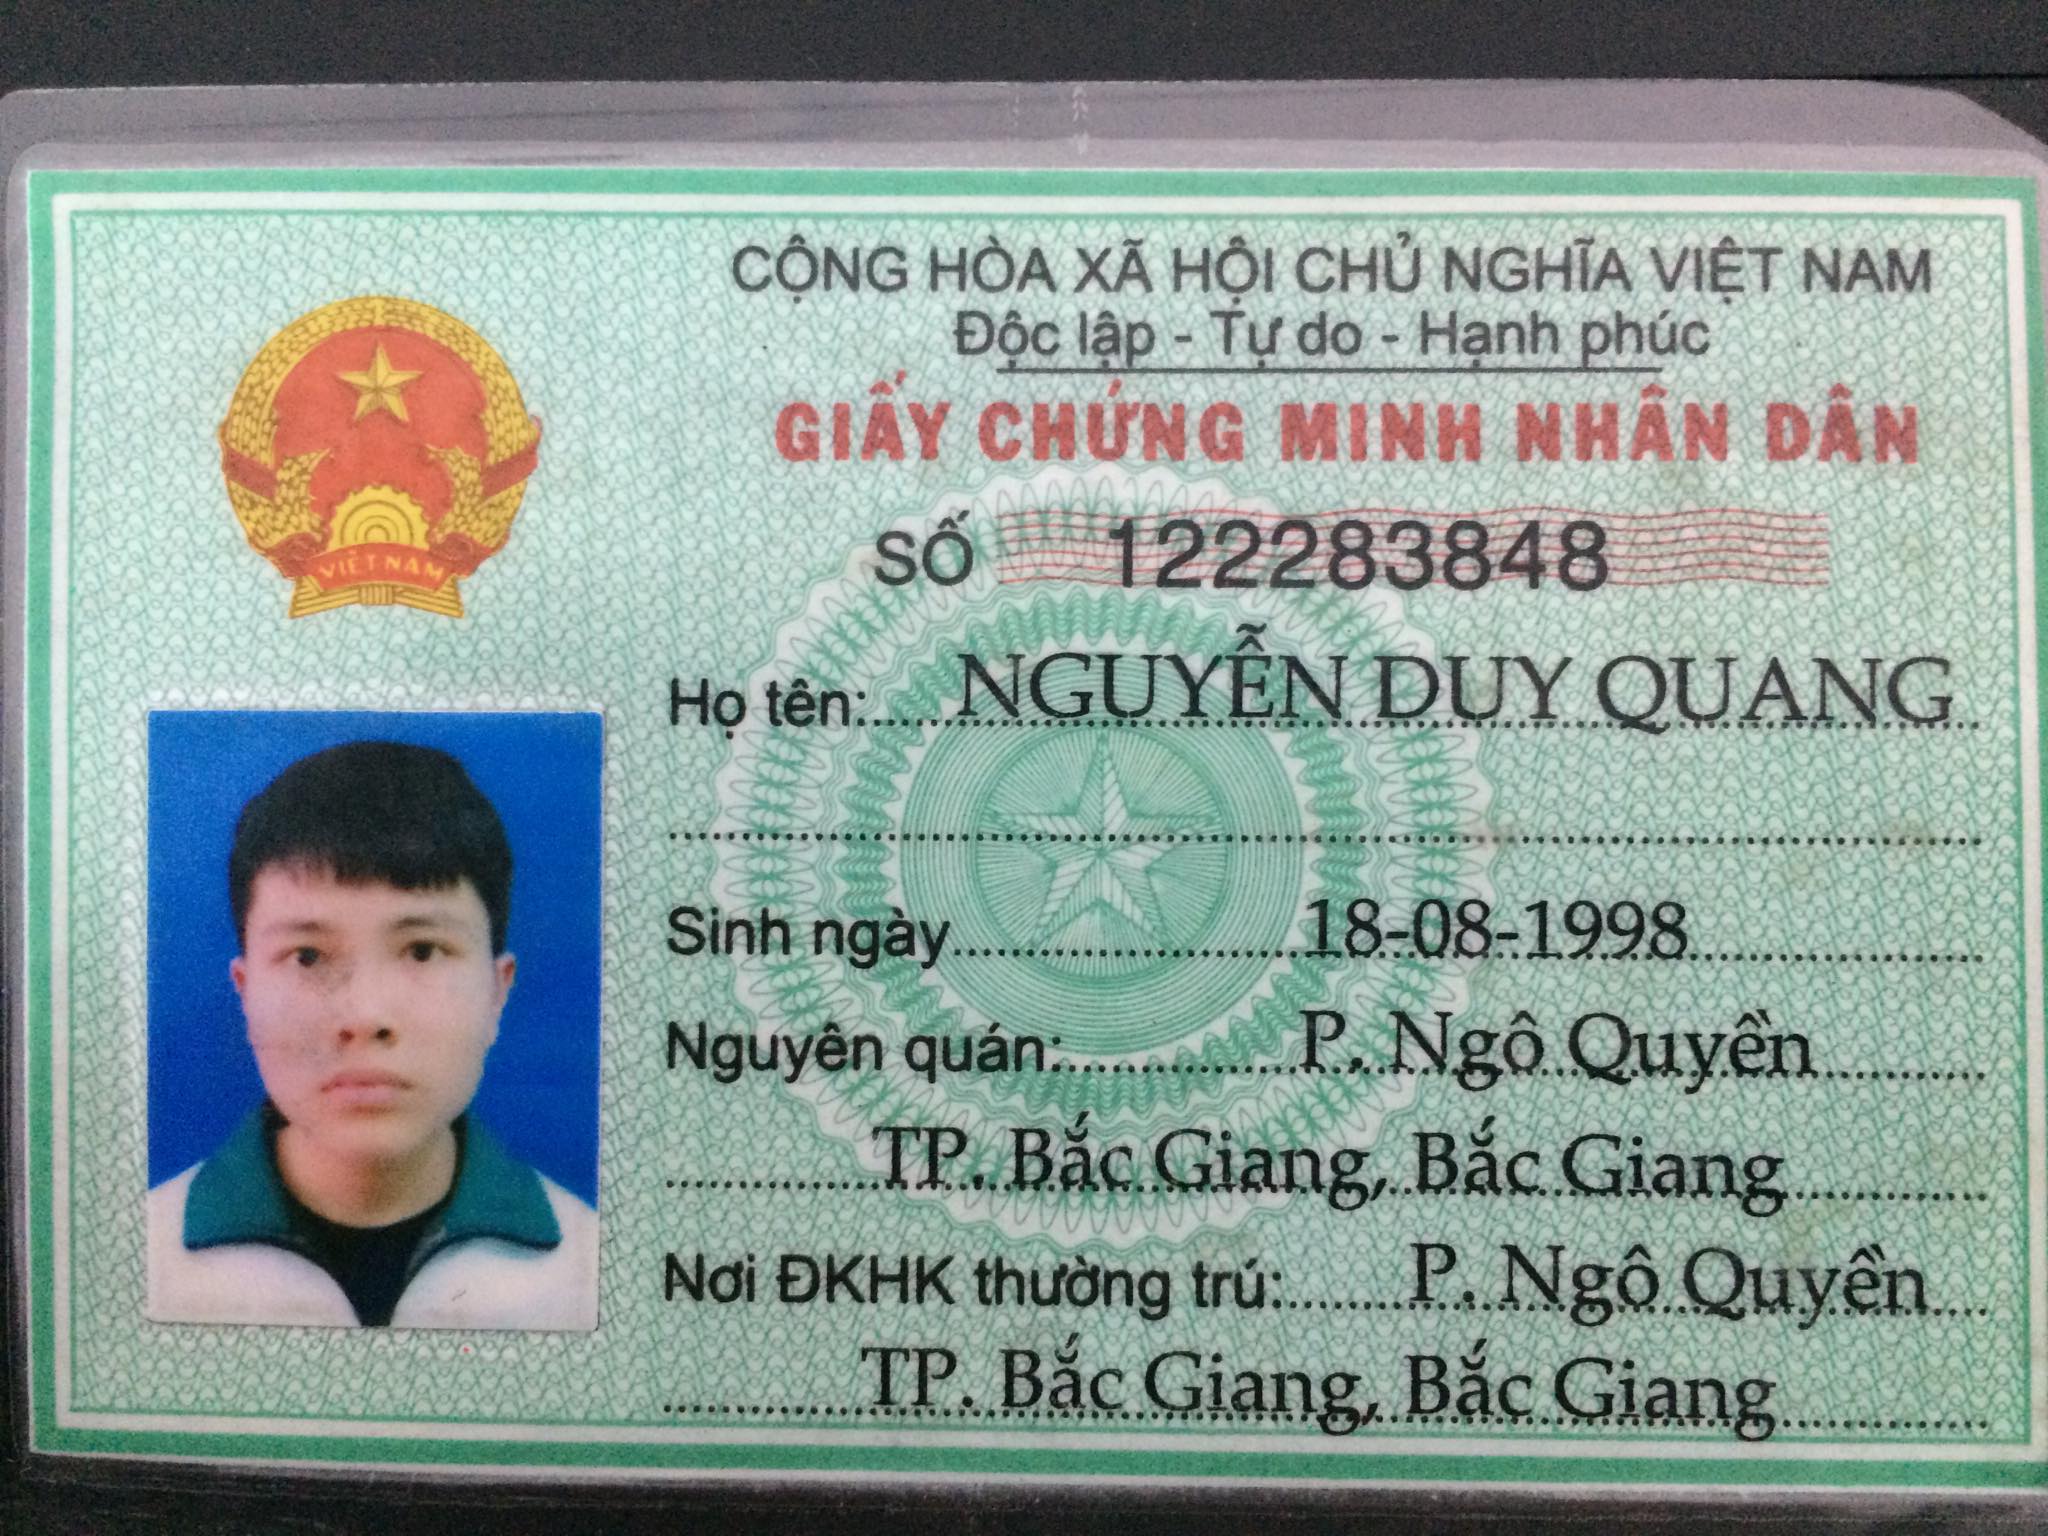 CỘNG HÒA XÃ HỘI CHỦ NGHĨA VIỆT NAM
Độc lập - Tự do - Hạnh phúc
GIẤY CHỨNG MINH NHÂN DÂN
SỐ 122283848
VIỆT NAM
Họ tên: NGUYỄN DUY QUANG
Sinh ngày 18-08-1998
Nguyên quán: P. Ngô Quyền
TP. Bắc Giang, Bắc Giang
Nơi ĐKHK thường trú: P. Ngô Quyền
TP. Bắc Giang, Bắc Giang